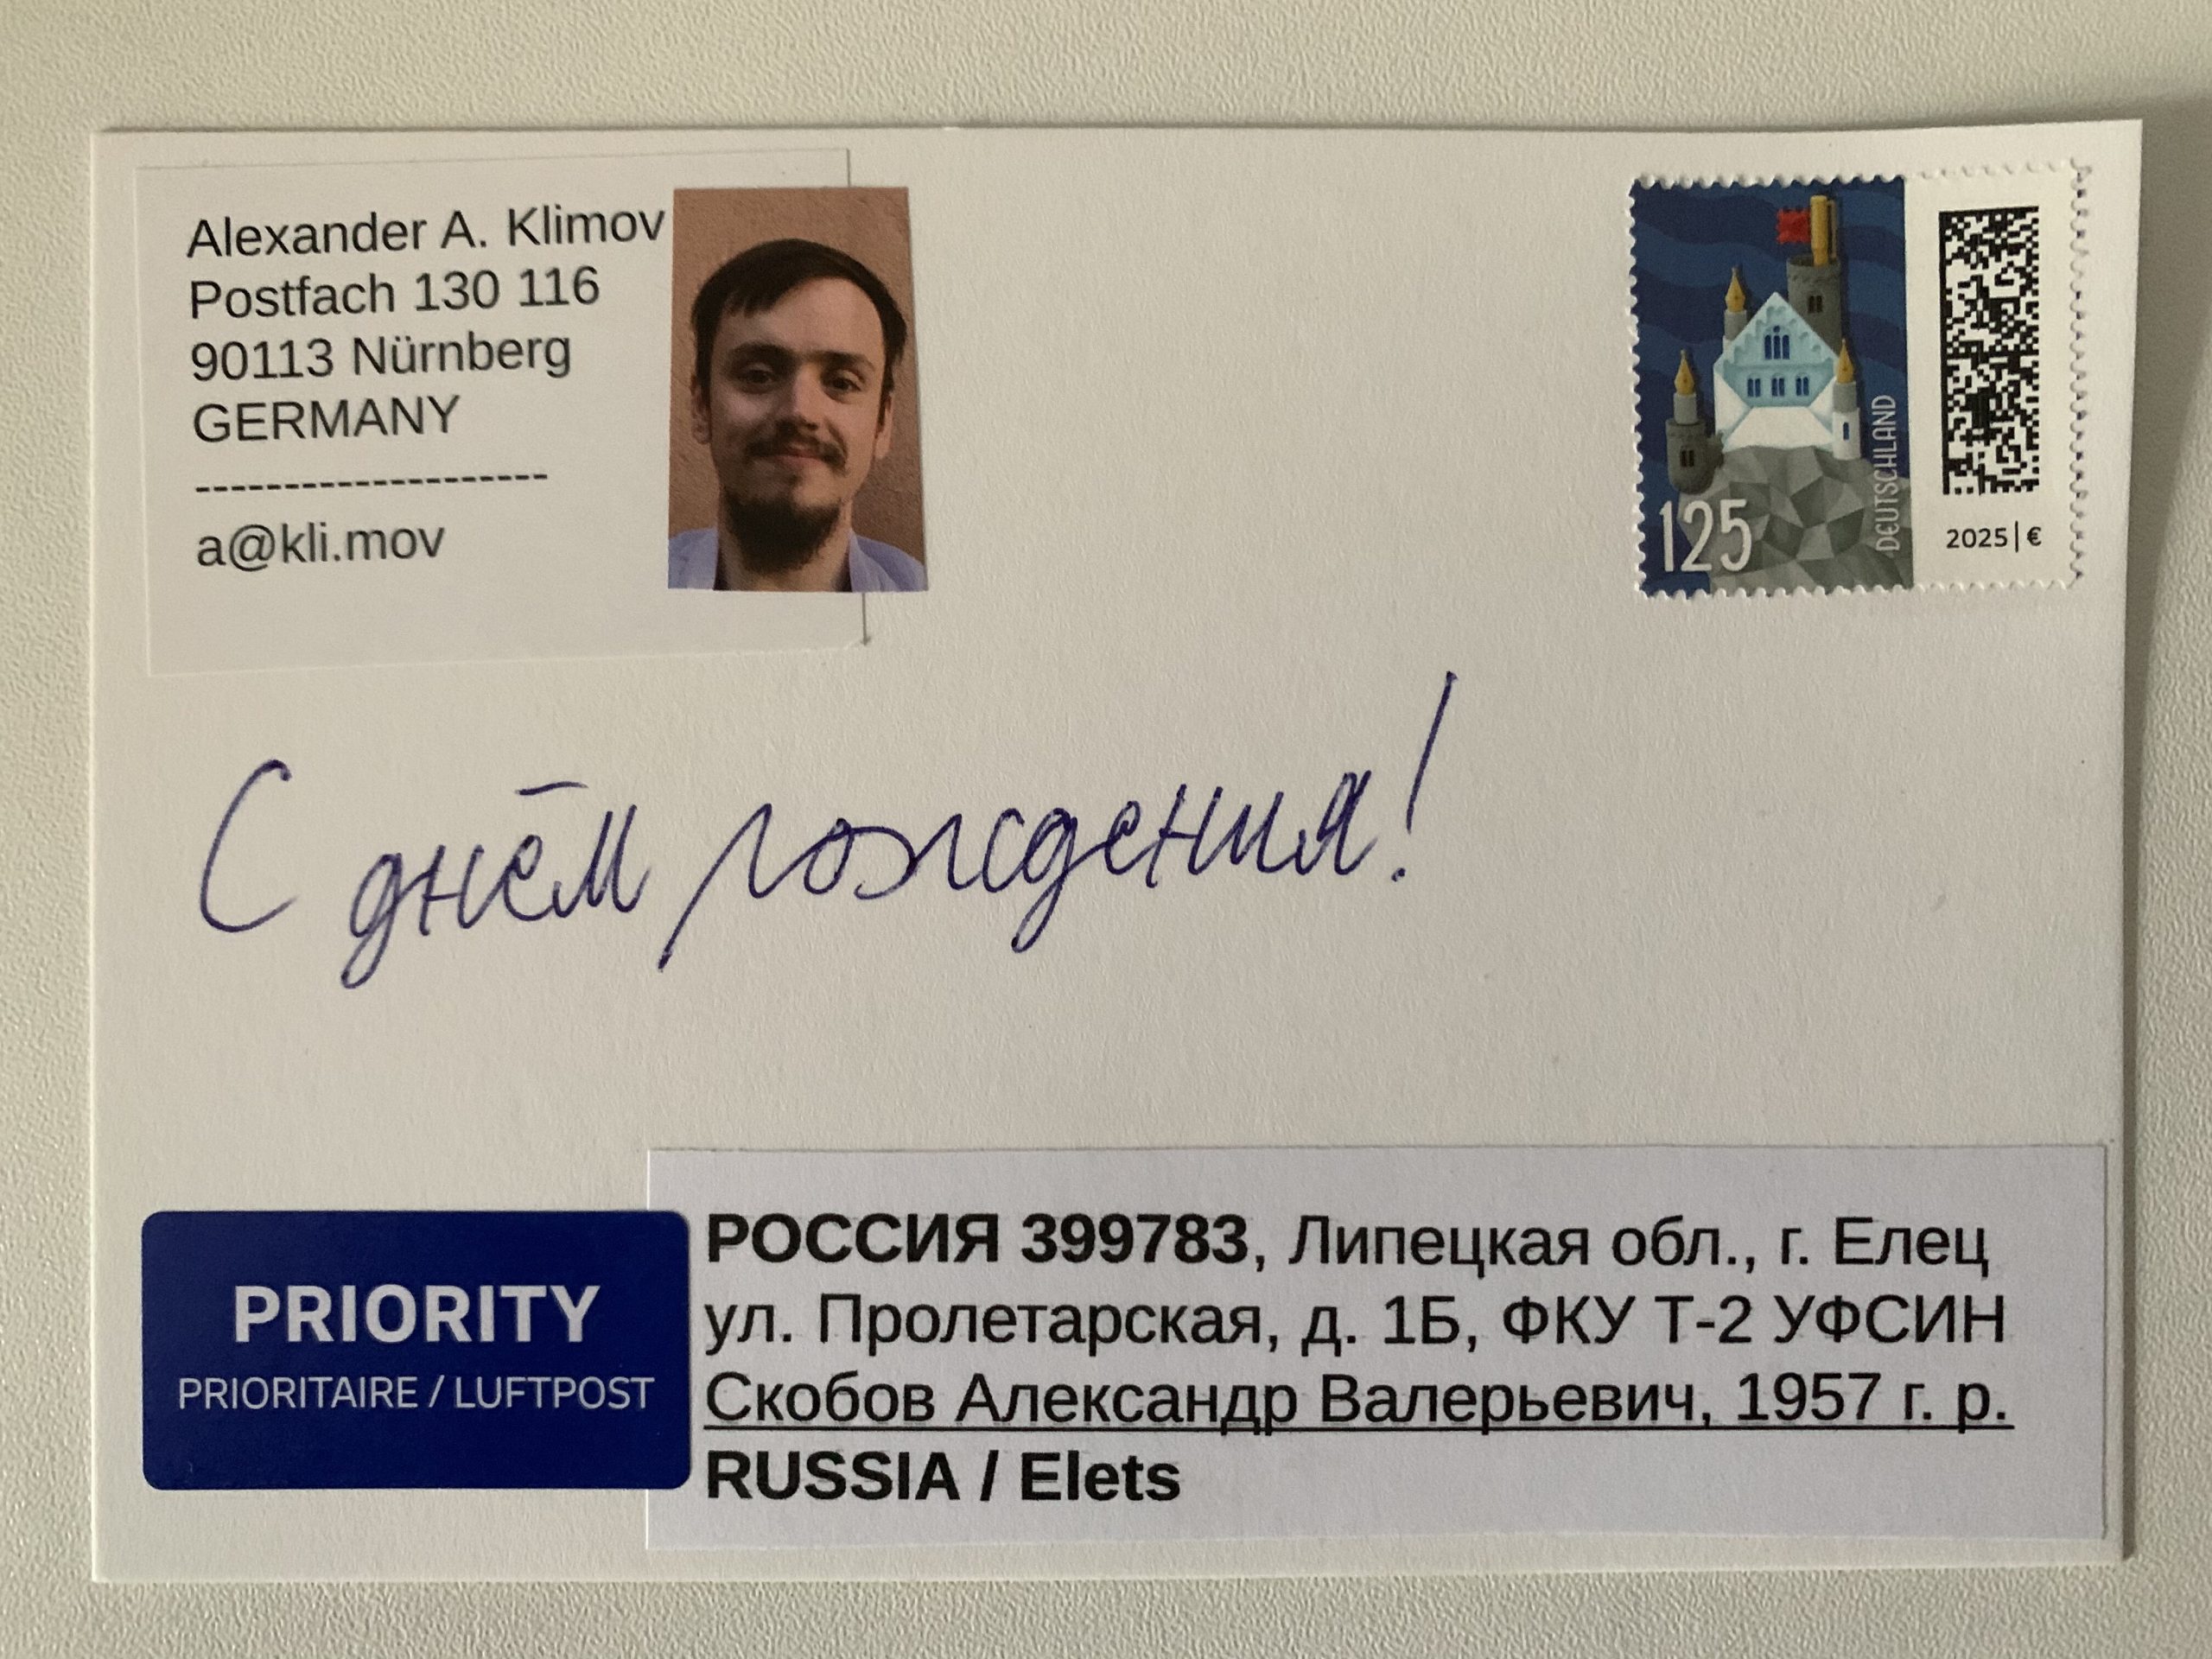 Alexander A. Klimov
Postfach 130 116
90113 Nürnberg
GERMANY
--------------------
a@kli.mov
125
DEUTSCHLAND
2025|€
С днём рождения!
PRIORITY
PRIORITAIRE / LUFTPOST
РОССИЯ 399783, Липецкая обл., г. Елец
ул. Пролетарская, д. 1Б, ФКУ Т-2 УФСИН
Скобов Александр Валерьевич, 1957 г. р.
RUSSIA / Elets